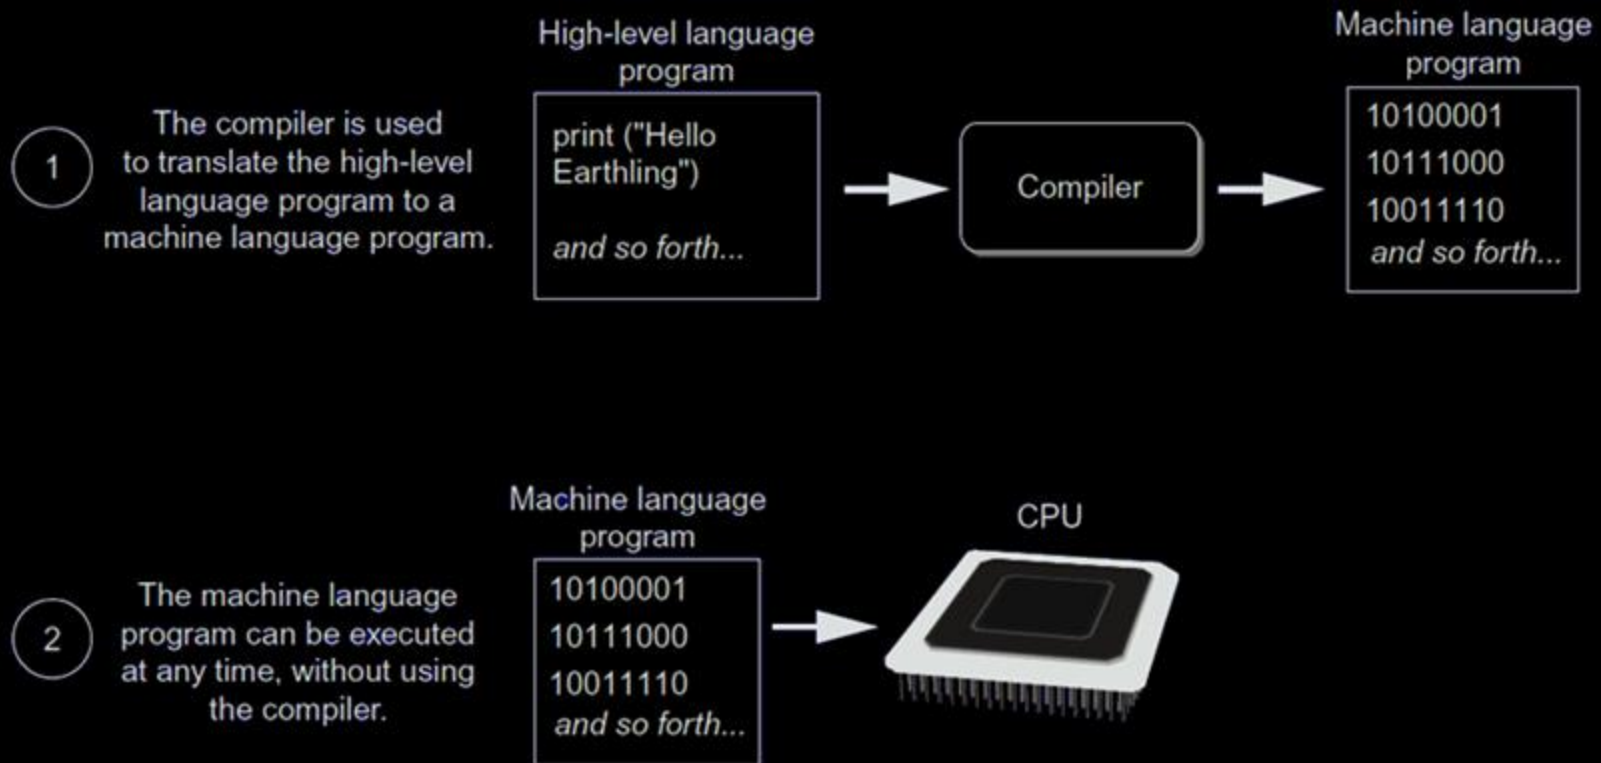 High-level language
program
Machine language
program
1
The compiler is used
to translate the high-level
language program to a
machine language program.
print ("Hello
Earthling")
and so forth...
Compiler
10100001
10111000
10011110
and so forth...
Machine language
program
CPU
2
The machine language
program can be executed
at any time, without using
the compiler.
10100001
10111000
10011110
and so forth...